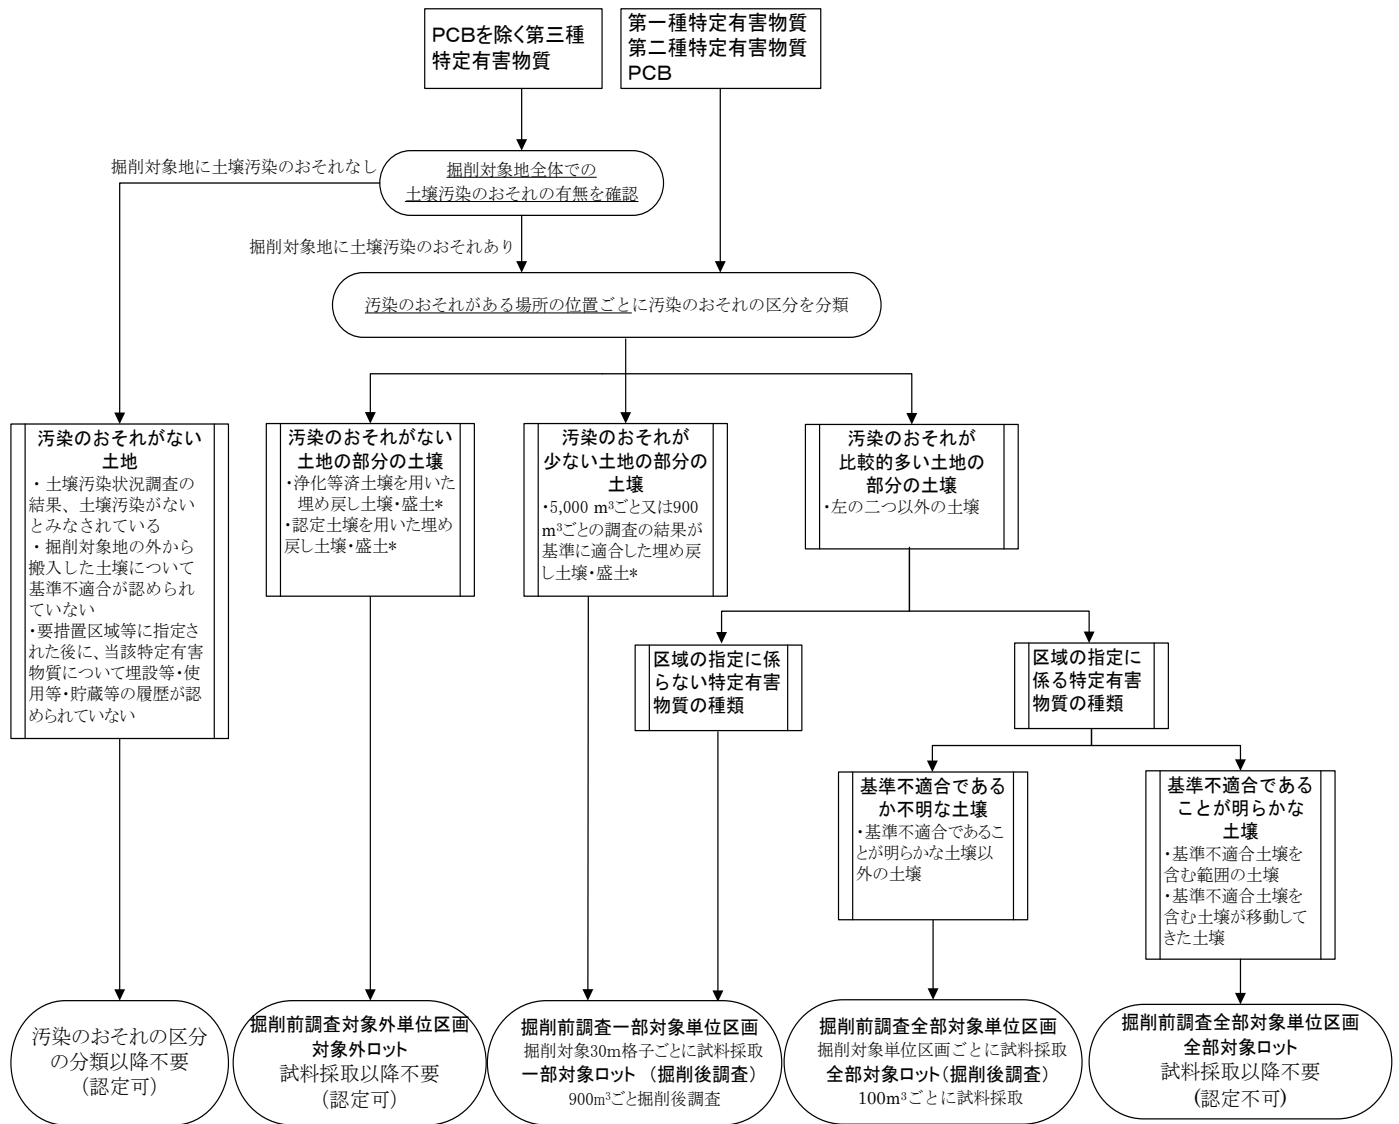 PCBを除く第三種
特定有害物質
第一種特定有害物質
第二種特定有害物質
PCB
掘削対象地に土壌汚染のおそれなし
掘削対象地全体での
土壌汚染のおそれの有無を確認
掘削対象地に土壌汚染のおそれあり
汚染のおそれがある場所の位置ごとに汚染のおそれの区分を分類
汚染のおそれがない
土地
・土壌汚染状況調査の
結果、土壌汚染がない
とみなされている
・掘削対象地の外から
搬入した土壌について
基準不適合が認められ
ていない
・要措置区域等に指定さ
れた後に、当該特定有害
物質について埋設等・使
用等・貯蔵等の履歴が認
められていない
汚染のおそれがない
土地の部分の土壌
・浄化等済土壌を用いた
埋め戻し土壌・盛土*
・認定土壌を用いた埋め
戻し土壌・盛土*
汚染のおそれが
少ない土地の部分の
土壌
・5,000 m³ごと又は900
m³ごとの調査の結果が
基準に適合した埋め戻
し土壌・盛土*
汚染のおそれが
比較的多い土地の
部分の土壌
・左の二つ以外の土壌
区域の指定に係
らない特定有害
物質の種類
区域の指定に
係る特定有害
物質の種類
基準不適合である
か不明な土壌
・基準不適合であるこ
とが明らかな土壌以
外の土壌
基準不適合である
ことが明らかな
土壌
・基準不適合土壌を
含む範囲の土壌
・基準不適合土壌を
含む土壌が移動して
きた土壌
汚染のおそれの区分
の分類以降不要
(認定可)
掘削前調査対象外単位区画
対象外ロット
試料採取以降不要
(認定可)
掘削前調査一部対象単位区画
掘削対象30m格子ごとに試料採取
一部対象ロット (掘削後調査)
900m³ごと掘削後調査
掘削前調査全部対象単位区画
掘削対象単位区画ごとに試料採取
全部対象ロット(掘削後調査)
100m³ごとに試料採取
掘削前調査全部対象単位区画
全部対象ロット
試料採取以降不要
(認定不可)